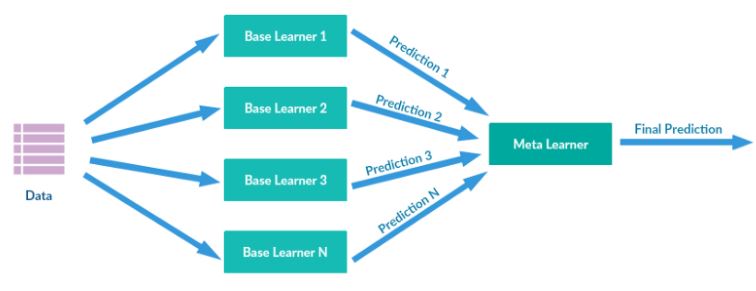 Data
Base Learner 1
Base Learner 2
Base Learner 3
Base Learner N
Prediction 1
Prediction 2
Prediction 3
Prediction N
Meta Learner
Final Prediction